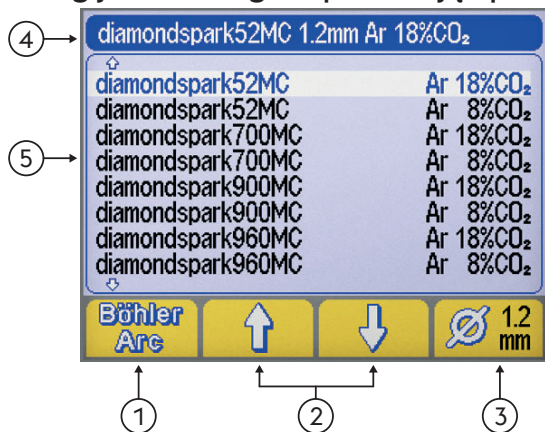 4
diamondspark52MC 1.2mm Ar 18%CO₂
diamondspark52MC Ar 18%CO₂
diamondspark52MC Ar 8%CO₂
diamondspark700MC Ar 18%CO₂
5
diamondspark700MC Ar 8%CO₂
diamondspark900MC Ar 18%CO₂
diamondspark900MC Ar 8%CO₂
diamondspark960MC Ar 18%CO₂
diamondspark960MC Ar 8%CO₂
Böhler Arc
1.2 mm
1
2
3